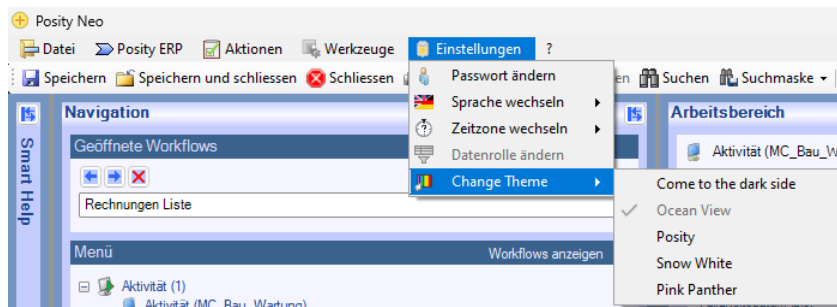 Posity Neo
Datei Posity ERP Aktionen Werkzeuge Einstellungen ?
Speichern Speichern und schliessen Schliessen en Suchen Suchmaske
Passwort ändern
Sprache wechseln
Zeitzone wechseln
Datenrolle ändern
Change Theme
Come to the dark side
Ocean View
Posity
Snow White
Pink Panther
Smart Help
Navigation
Geöffnete Workflows
Rechnungen Liste
Menü Workflows anzeigen
Aktivität (1)
Aktivität (MC_Bau_Wartung)
Arbeitsbereich
Aktivität (MC_Bau_W